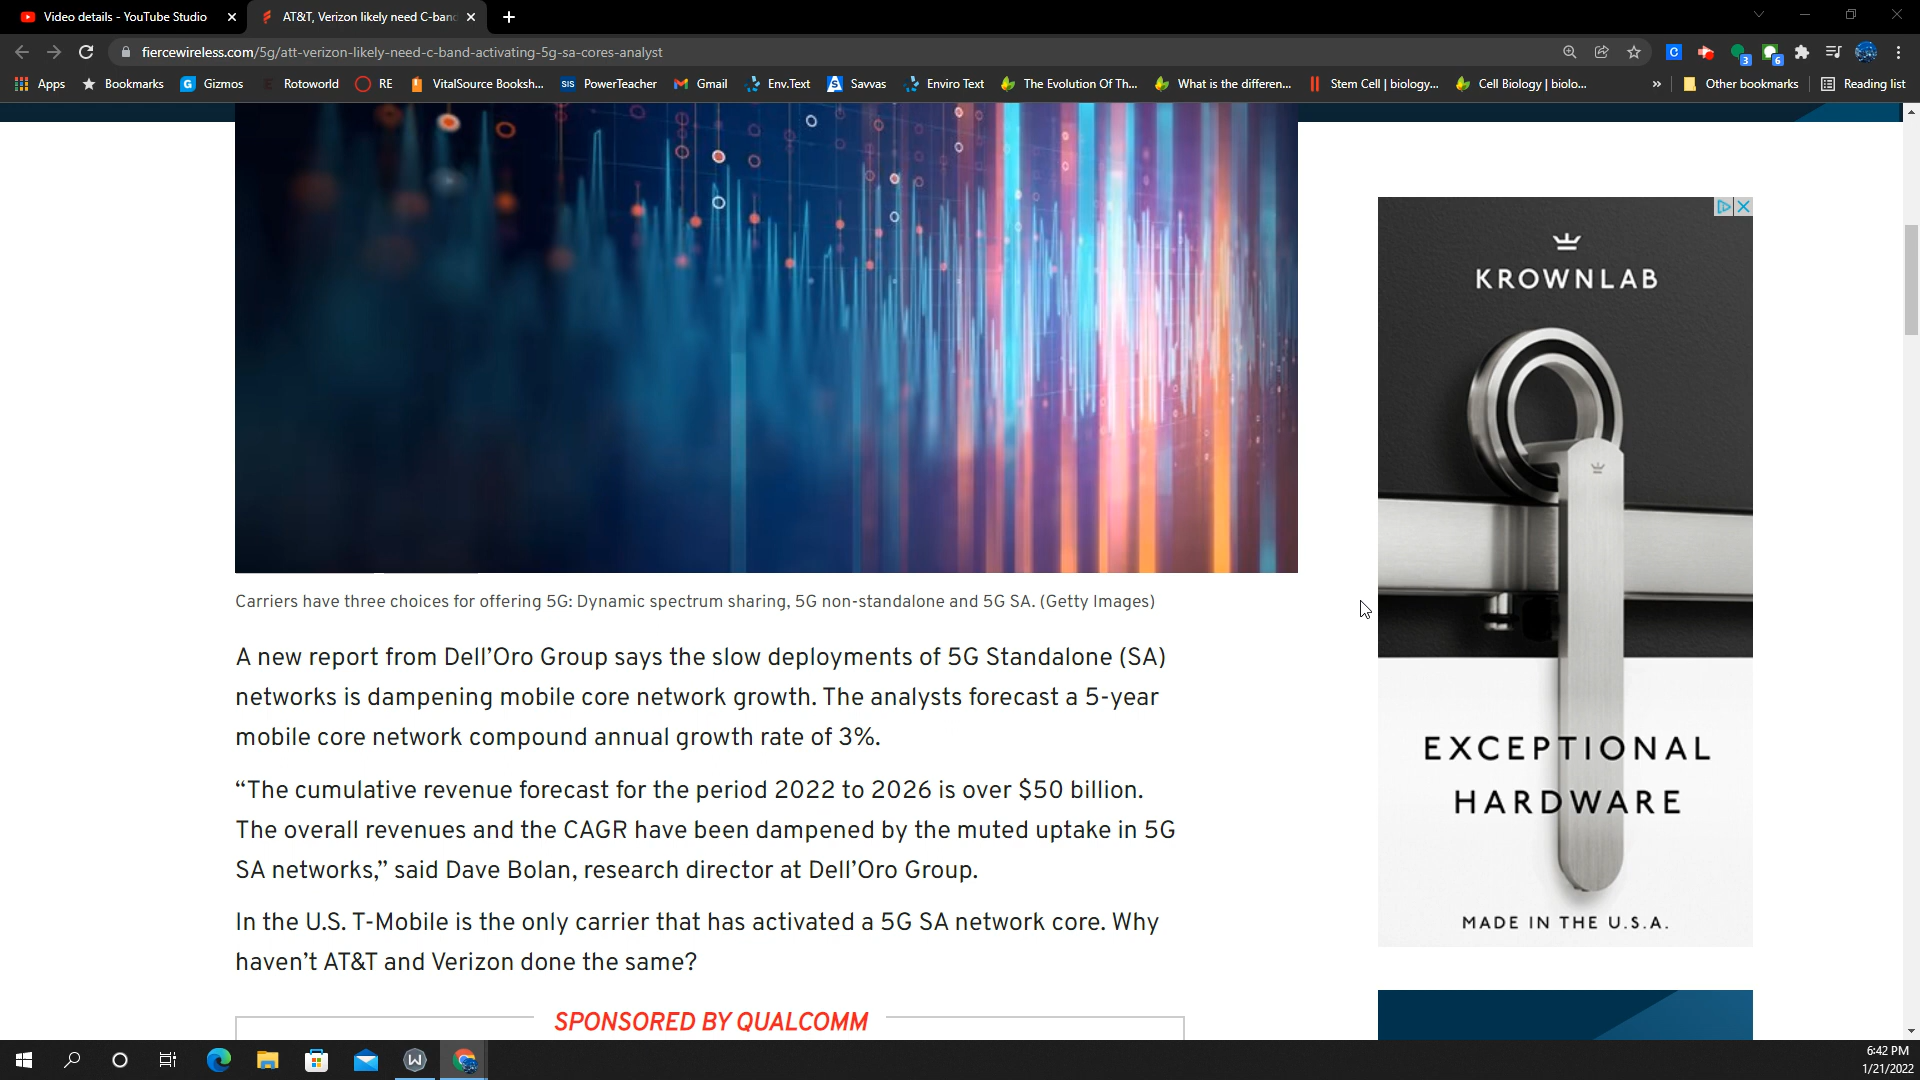 Video details - YouTube Studio
AT&T, Verizon likely need C-band
fiercewireless.com/5g/att-verizon-likely-need-c-band-activating-5g-sa-cores-analyst
C
3
6
Apps
Bookmarks
G Gizmos
E Rotoworld
RE
VitalSource Booksh...
SIS PowerTeacher
Gmail
Env.Text
S Savvas
Enviro Text
The Evolution Of Th...
What is the differen...
Stem Cell | biology...
Cell Biology | biolo...
»
Other bookmarks
Reading list
Carriers have three choices for offering 5G: Dynamic spectrum sharing, 5G non-standalone and 5G SA. (Getty Images)
A new report from Dell’Oro Group says the slow deployments of 5G Standalone (SA)
networks is dampening mobile core network growth. The analysts forecast a 5-year
mobile core network compound annual growth rate of 3%.
“The cumulative revenue forecast for the period 2022 to 2026 is over $50 billion.
The overall revenues and the CAGR have been dampened by the muted uptake in 5G
SA networks,” said Dave Bolan, research director at Dell’Oro Group.
In the U.S. T-Mobile is the only carrier that has activated a 5G SA network core. Why
haven’t AT&T and Verizon done the same?
SPONSORED BY QUALCOMM
KROWNLAB
EXCEPTIONAL
HARDWARE
MADE IN THE U.S.A.
W
6:42 PM
1/21/2022